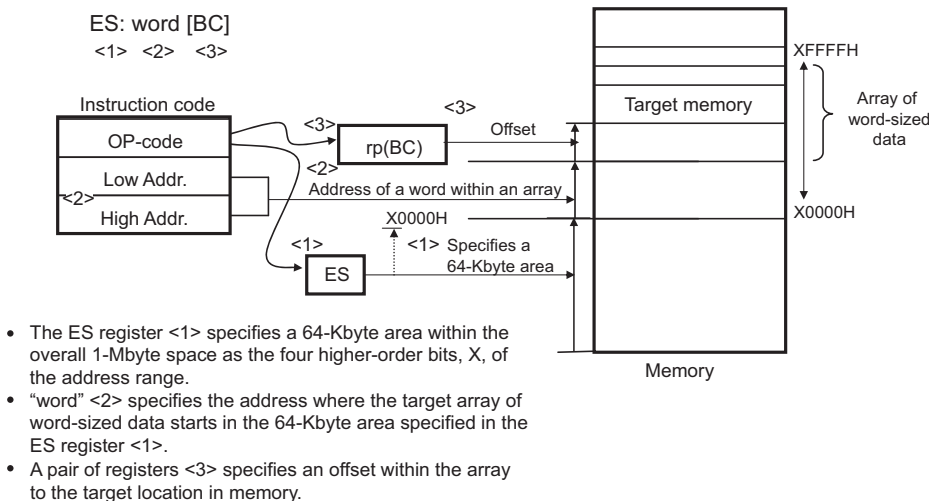 ES: word [BC]
<1> <2> <3>
XFFFFH
Instruction code
<3>
Target memory
Array of
word-sized
data
OP-code
<3>
rp(BC)
Offset
<2>
Low Addr.
Address of a word within an array
<2>
High Addr.
X0000H
X0000H
<1>
<1> Specifies a
64-Kbyte area
ES
Memory
• The ES register <1> specifies a 64-Kbyte area within the
overall 1-Mbyte space as the four higher-order bits, X, of
the address range.
• “word” <2> specifies the address where the target array of
word-sized data starts in the 64-Kbyte area specified in the
ES register <1>.
• A pair of registers <3> specifies an offset within the array
to the target location in memory.